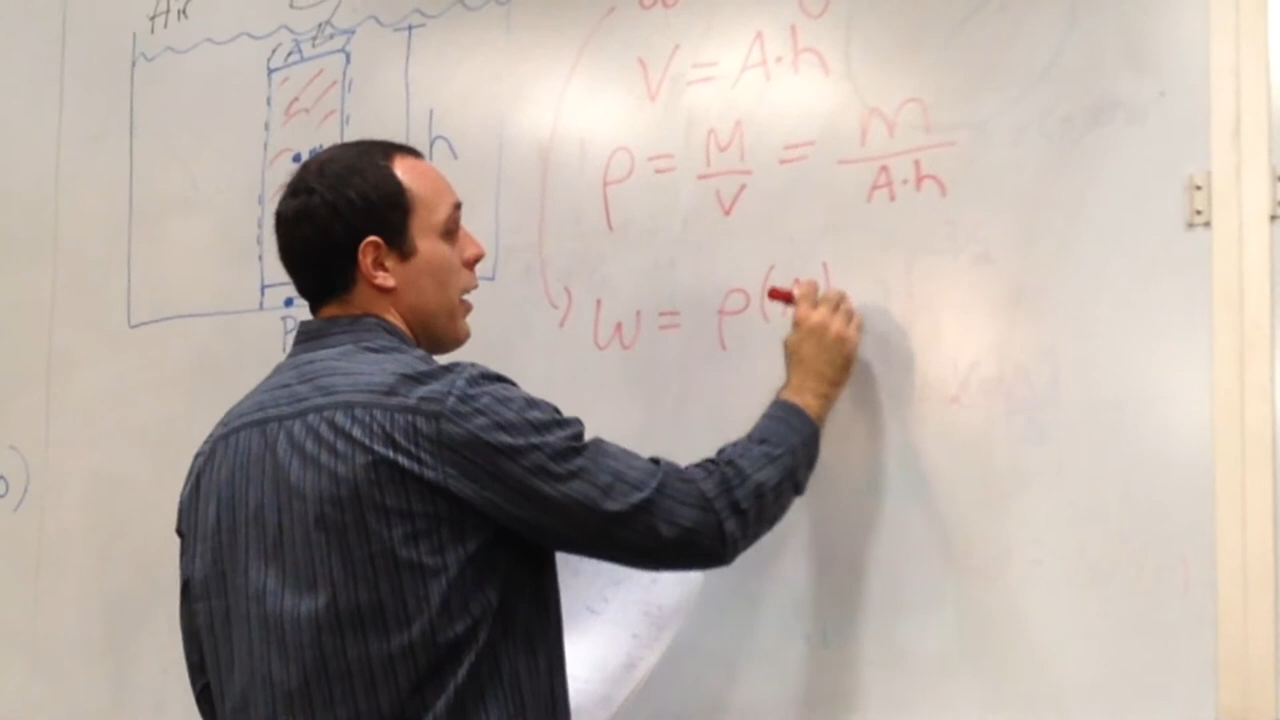 Air
A
h
P
V = A·h
ρ = M/V = m/A·h
W = ρ(